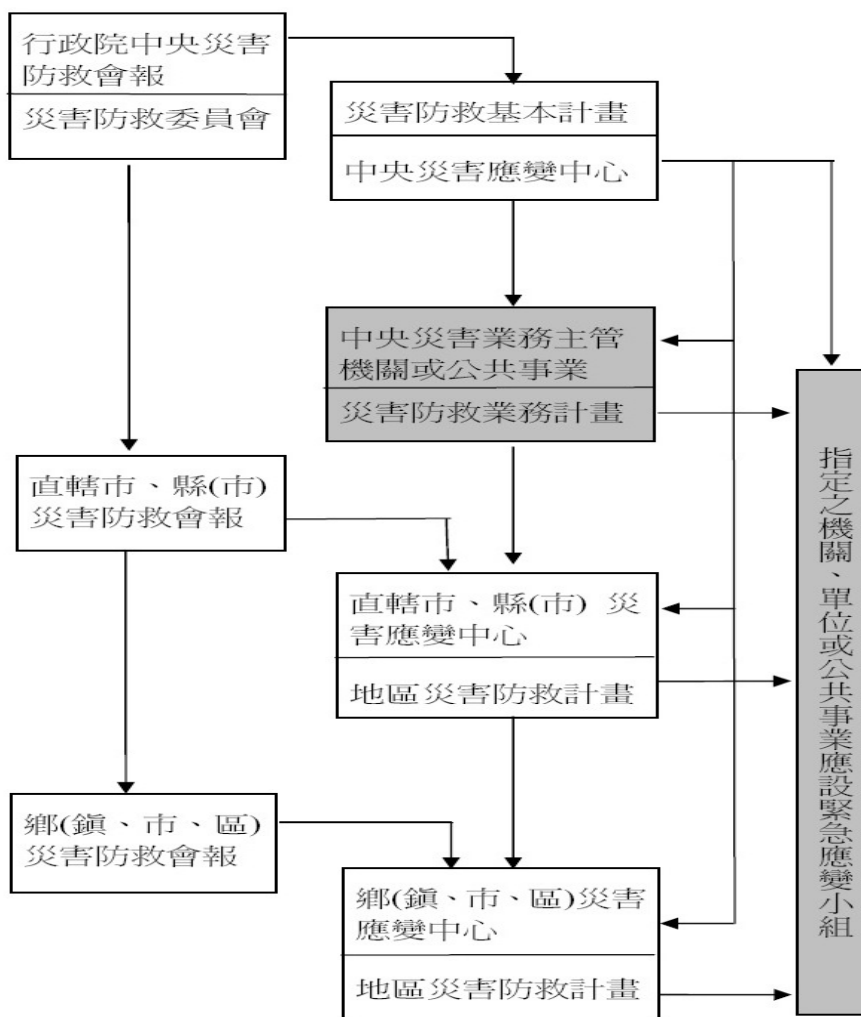 行政院中央災害
防救會報
災害防救委員會
災害防救基本計畫
中央災害應變中心
中央災害業務主管
機關或公共事業
災害防救業務計畫
直轄市、縣(市)
災害防救會報
直轄市、縣(市) 災
害應變中心
地區災害防救計畫
鄉(鎮、市、區)
災害防救會報
鄉(鎮、市、區)災害
應變中心
地區災害防救計畫
指定之機關、單位或公共事業應設緊急應變小組